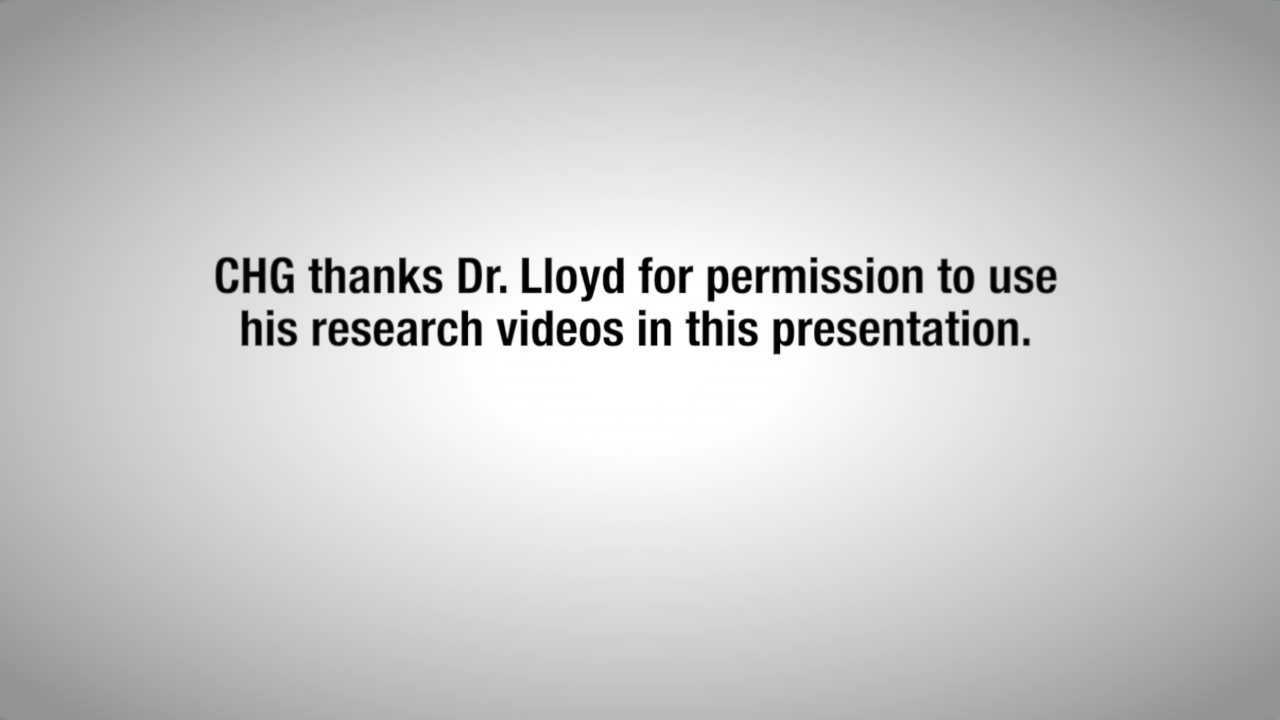 CHG thanks Dr. Lloyd for permission to use
his research videos in this presentation.